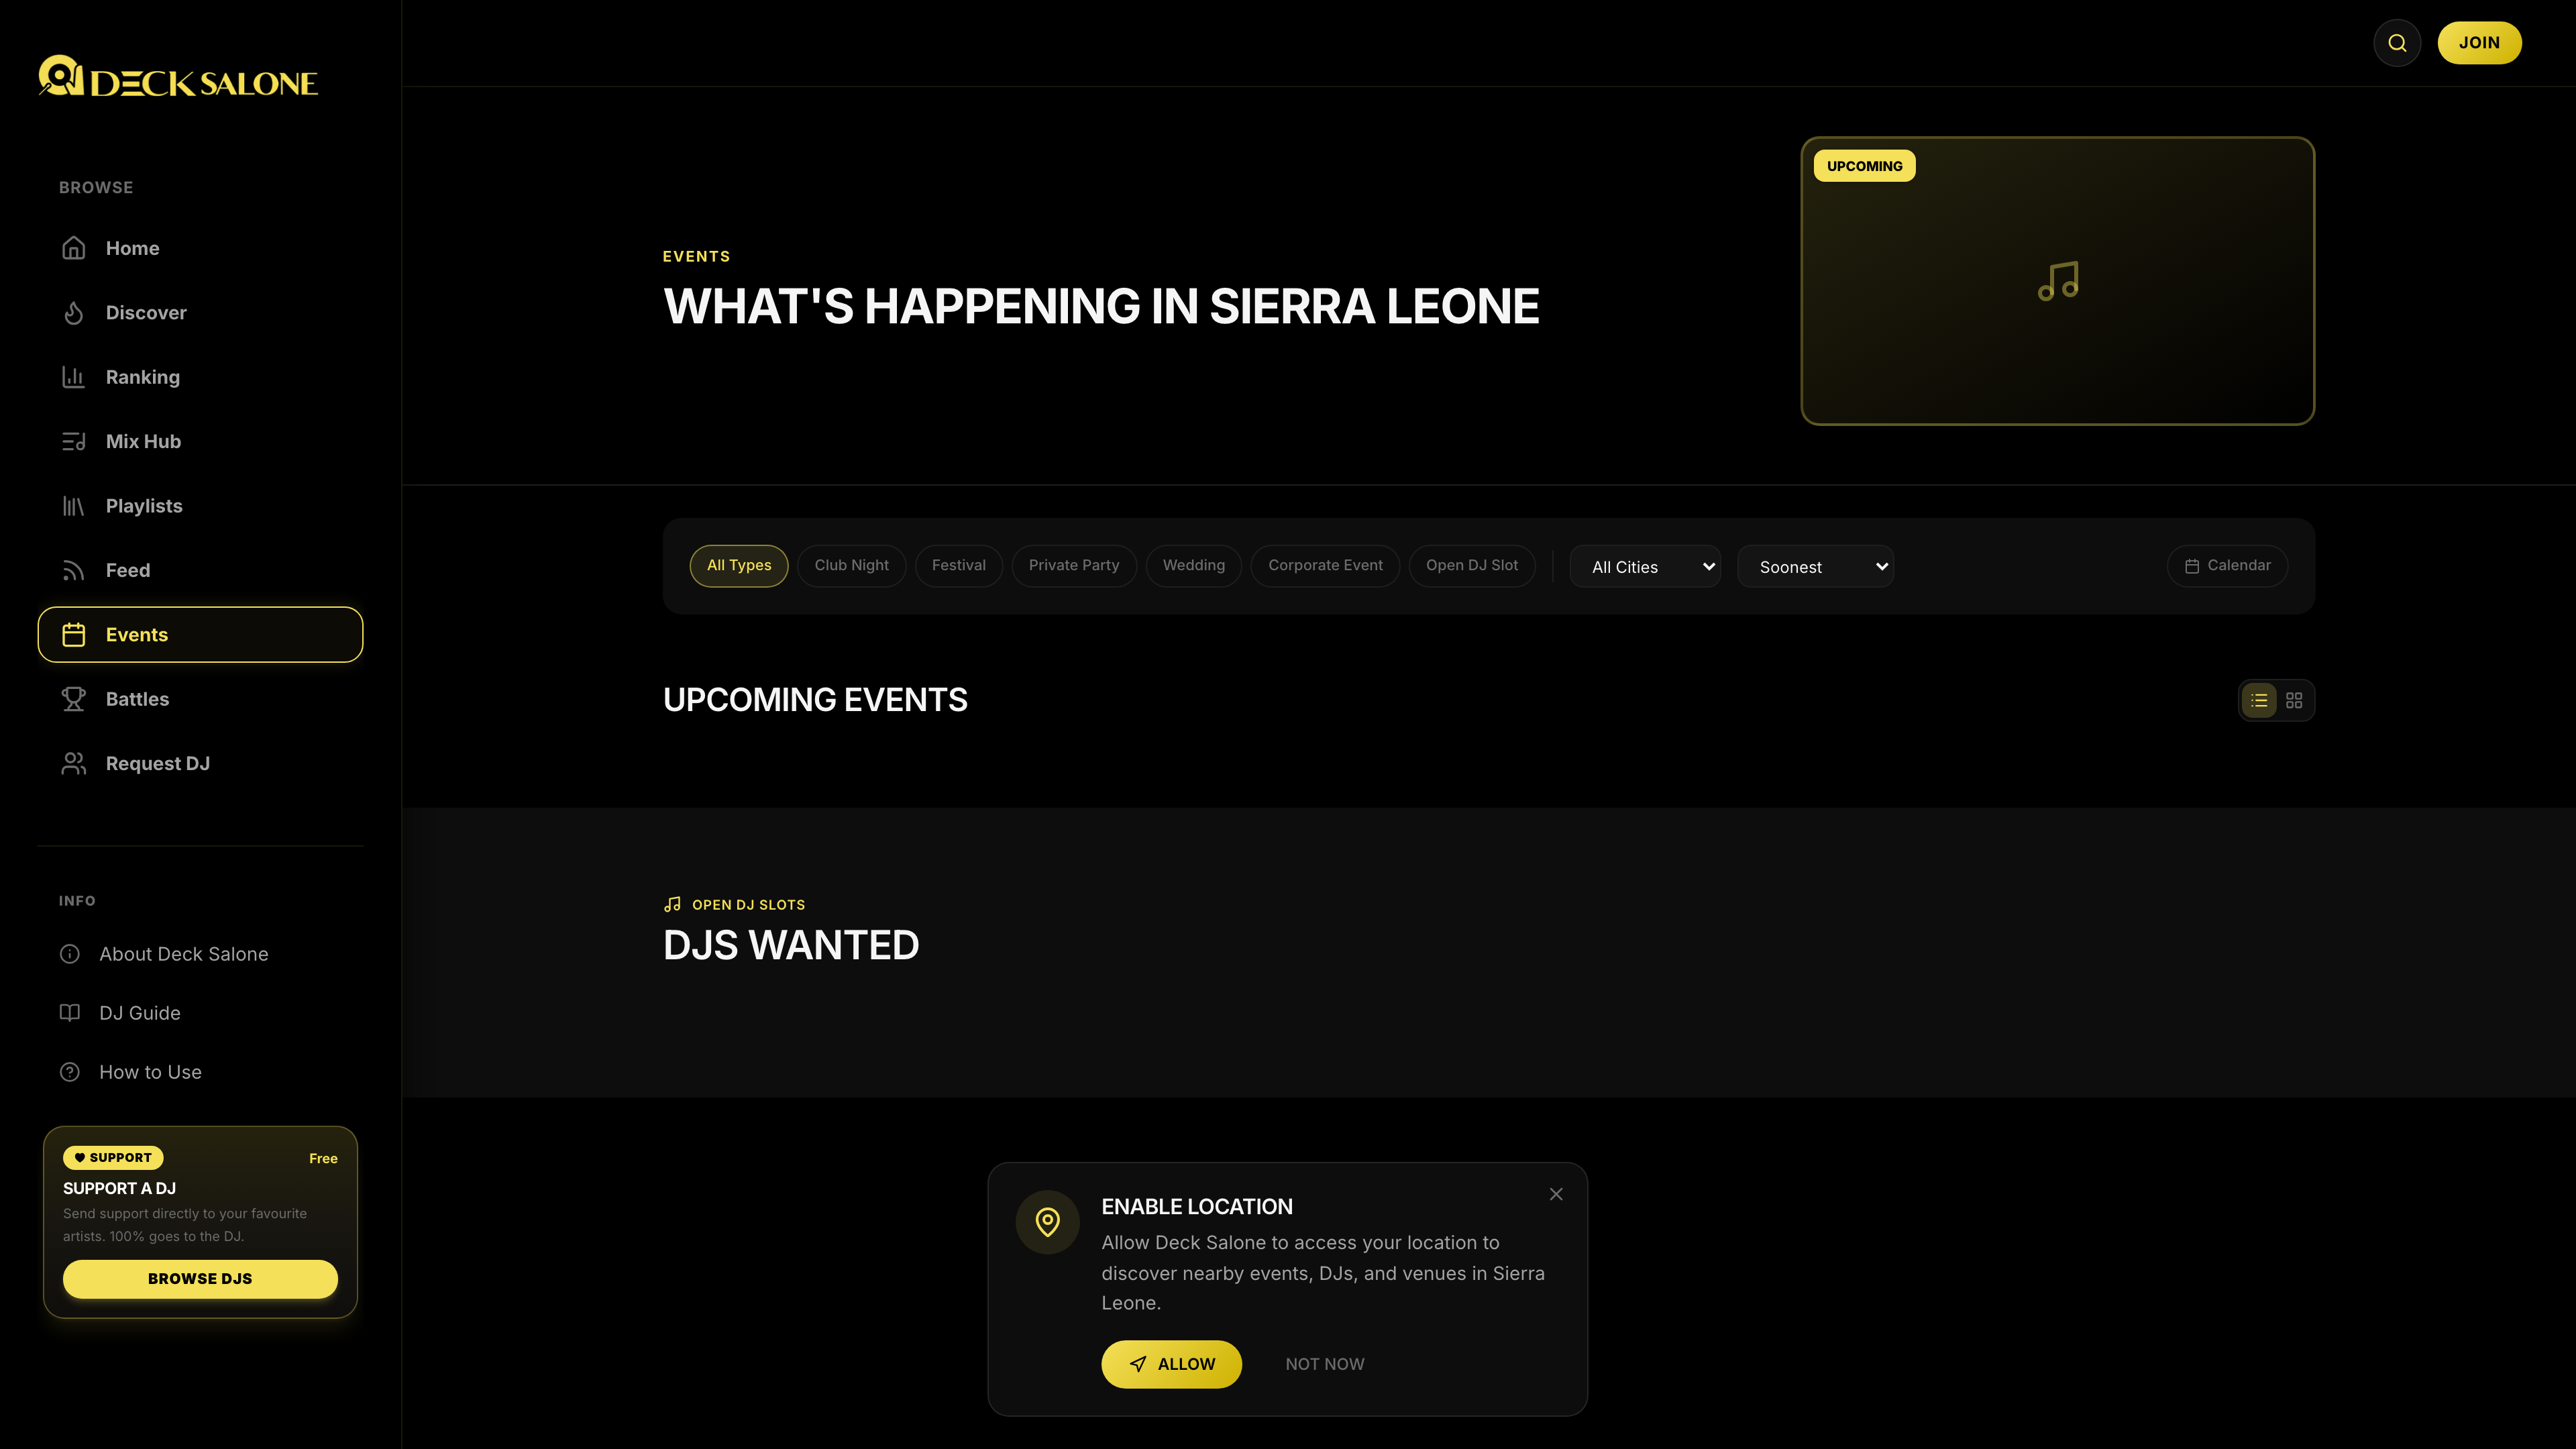 DECK SALONE
BROWSE
Home
Discover
Ranking
Mix Hub
Playlists
Feed
Events
Battles
Request DJ
INFO
About Deck Salone
DJ Guide
How to Use
SUPPORT
Free
SUPPORT A DJ
Send support directly to your favourite
artists. 100% goes to the DJ.
BROWSE DJS
JOIN
EVENTS
WHAT'S HAPPENING IN SIERRA LEONE
UPCOMING
All Types
Club Night
Festival
Private Party
Wedding
Corporate Event
Open DJ Slot
All Cities
Soonest
Calendar
UPCOMING EVENTS
OPEN DJ SLOTS
DJS WANTED
ENABLE LOCATION
Allow Deck Salone to access your location to
discover nearby events, DJs, and venues in Sierra
Leone.
ALLOW
NOT NOW